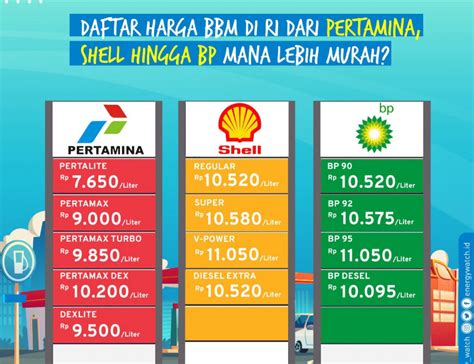 DAFTAR HARGA BBM DI RI DARI PERTAMINA,
SHELL HINGGA BP MANA LEBIH MURAH?
PERTAMINA
PERTALITE
Rp 7.650/Liter
PERTAMAX
Rp 9.000/Liter
PERTAMAX TURBO
Rp 9.850/Liter
PERTAMAX DEX
Rp 10.200/Liter
DEXLITE
Rp 9.500/Liter
Shell
REGULAR
Rp 10.520/Liter
SUPER
Rp 10.580/Liter
V-POWER
Rp 11.050/Liter
DIESEL EXTRA
Rp 10.520/Liter
bp
BP 90
Rp 10.520/Liter
BP 92
Rp 10.575/Liter
BP 95
Rp 11.050/Liter
BP DESEL
Rp 10.095/Liter
energywatch.id
watch